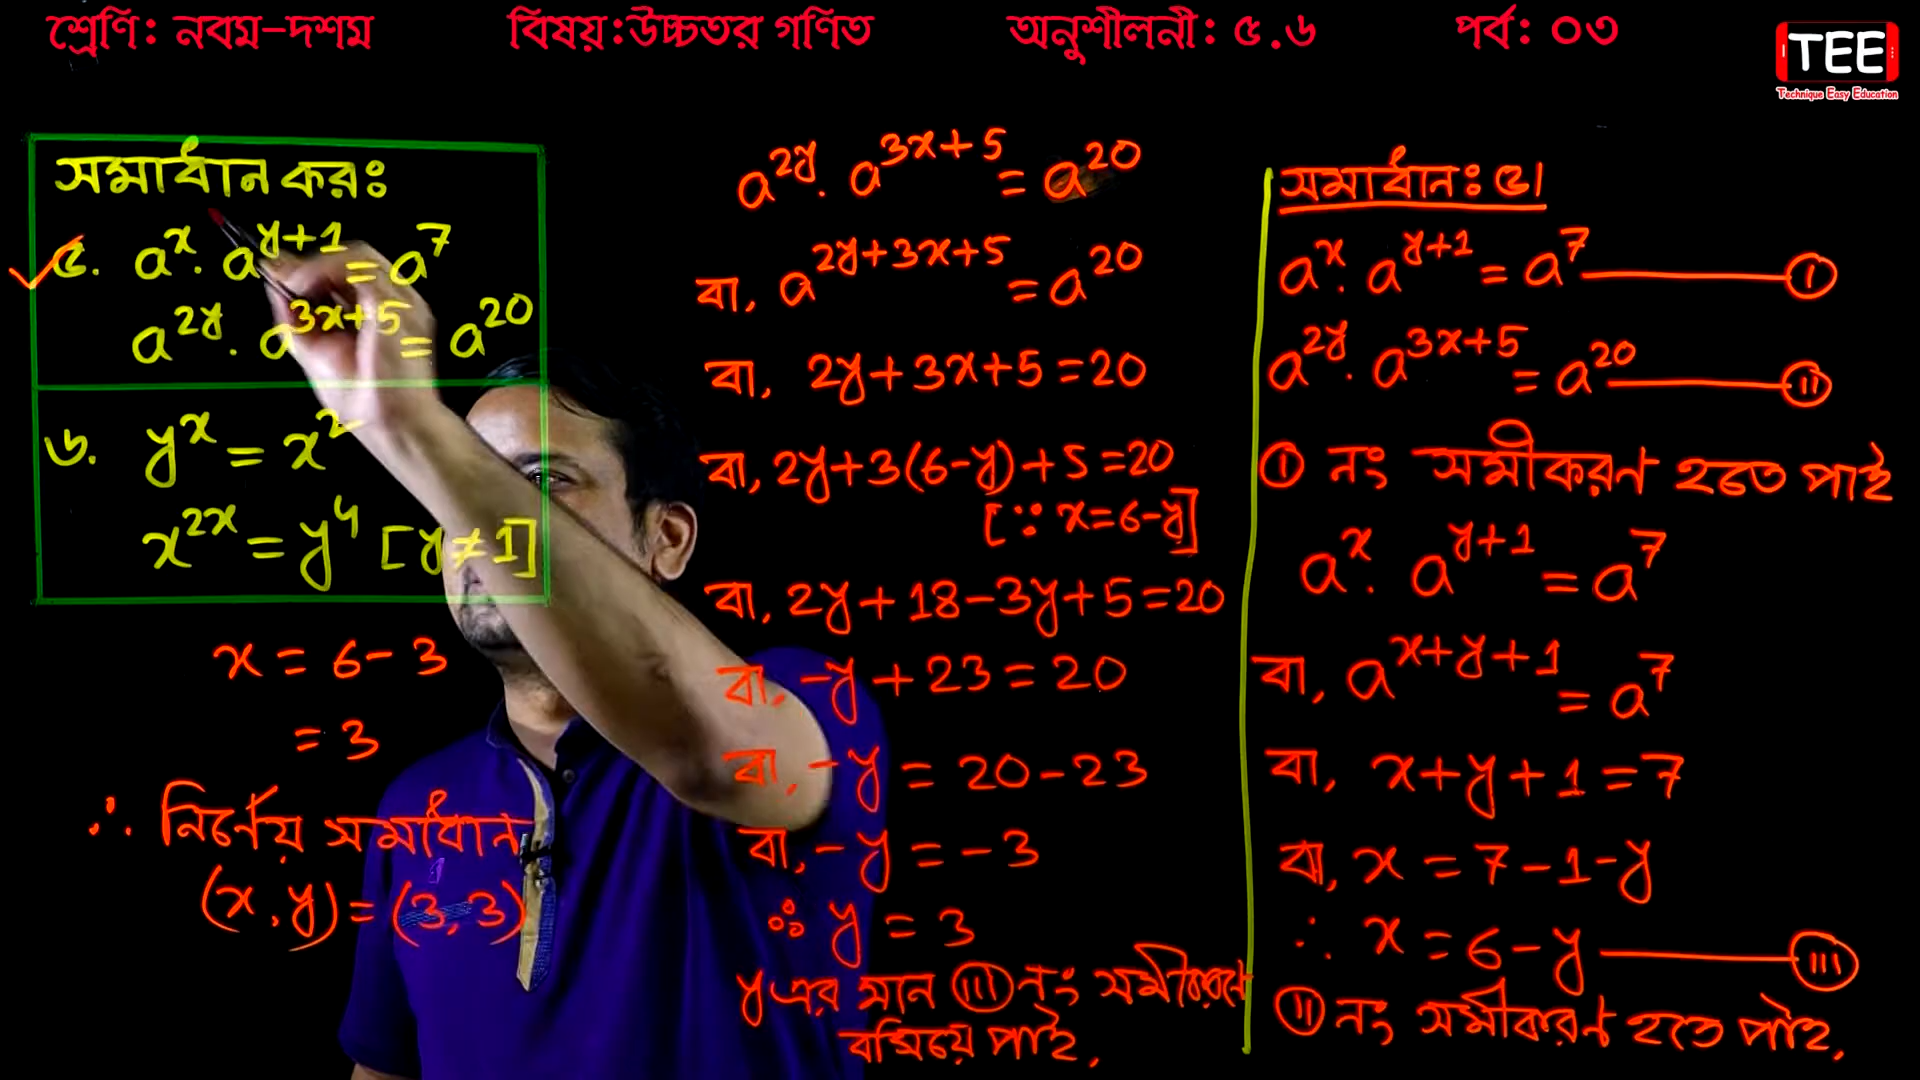 শ্রেণি: নবম-দশম বিষয়:উচ্চতর গণিত অনুশীলনী: ৫.৬ পর্ব: ০৩
TEE
Technique Easy Education
সমাধান করঃ
৫. a^x . a^{y+1} = a^7
a^{2y} . a^{3x+5} = a^{20}
৬. y^x = x^2
x^{2x} = y^4 [y≠1]
সমাধানঃ ৫।
a^x . a^{y+1} = a^7 ——— (I)
a^{2y} . a^{3x+5} = a^{20} ——— (II)
(I) নং সমীকরণ হতে পাই
a^x . a^{y+1} = a^7
বা, a^{x+y+1} = a^7
বা, x+y+1=7
বা, x = 7-1-y
∴ x = 6-y ——— (III)
(II) নং সমীকরণ হতে পাই,
a^{2y} . a^{3x+5} = a^{20}
বা, a^{2y+3x+5} = a^{20}
বা, 2y+3x+5=20
বা, 2y+3(6-y)+5=20
[∵ x=6-y]
বা, 2y+18-3y+5=20
বা, -y+23=20
বা, -y = 20-23
বা, -y = -3
∴ y = 3
y এর মান (III) নং সমীকরণে
বসিয়ে পাই,
x = 6-3
= 3
∴ নির্ণেয় সমাধান
(x,y) = (3,3)